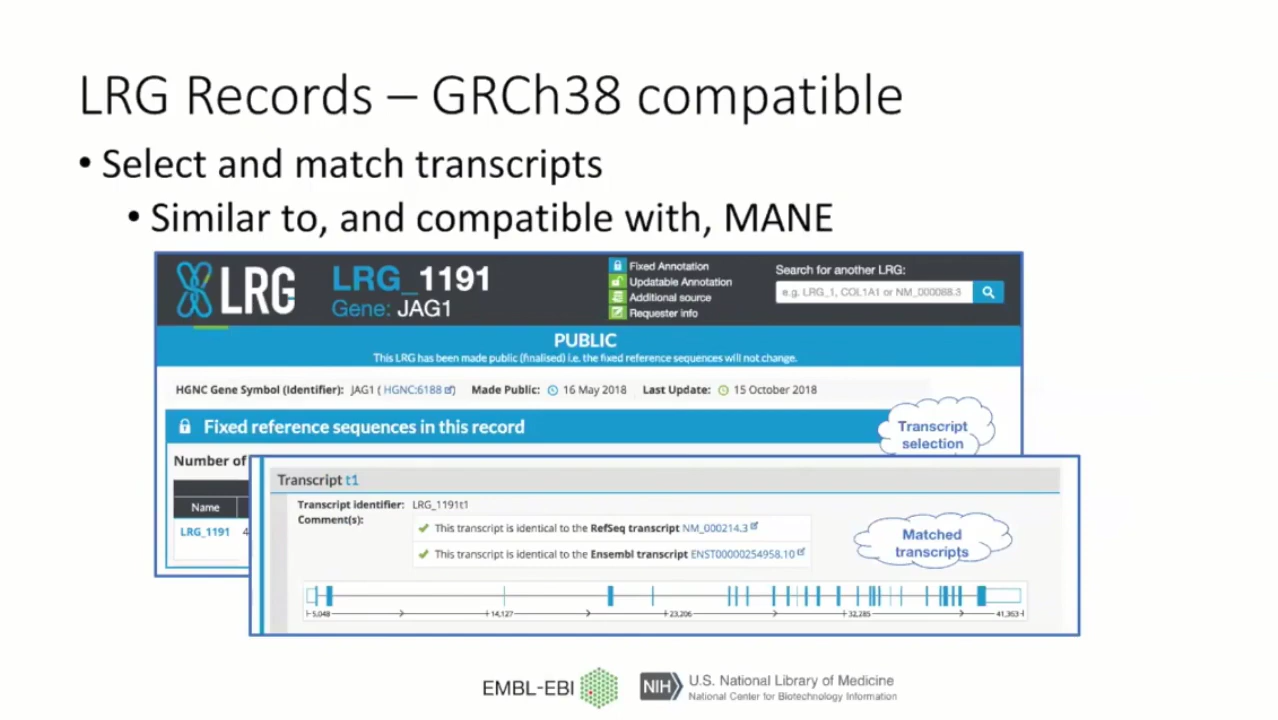 LRG Records – GRCh38 compatible
• Select and match transcripts
• Similar to, and compatible with, MANE
LRG
LRG_1191
Gene: JAG1
Fixed Annotation
Updatable Annotation
Additional source
Requester info
Search for another LRG:
e.g. LRG_1, COL1A1 or NM_000088.3
PUBLIC
This LRG has been made public (finalised) i.e. the fixed reference sequences will not change.
HGNC Gene Symbol (Identifier): JAG1 ( HGNC:6188 ) Made Public: 16 May 2018 Last Update: 15 October 2018
Fixed reference sequences in this record
Transcript
selection
Number of
Name
LRG_1191 4
Transcript t1
Transcript identifier: LRG_1191t1
Comment(s):
This transcript is identical to the RefSeq transcript NM_000214.3
This transcript is identical to the Ensembl transcript ENST00000254958.10
Matched
transcripts
5,048 14,127 23,206 32,285 41,363
EMBL-EBI
NIH
U.S. National Library of Medicine
National Center for Biotechnology Information